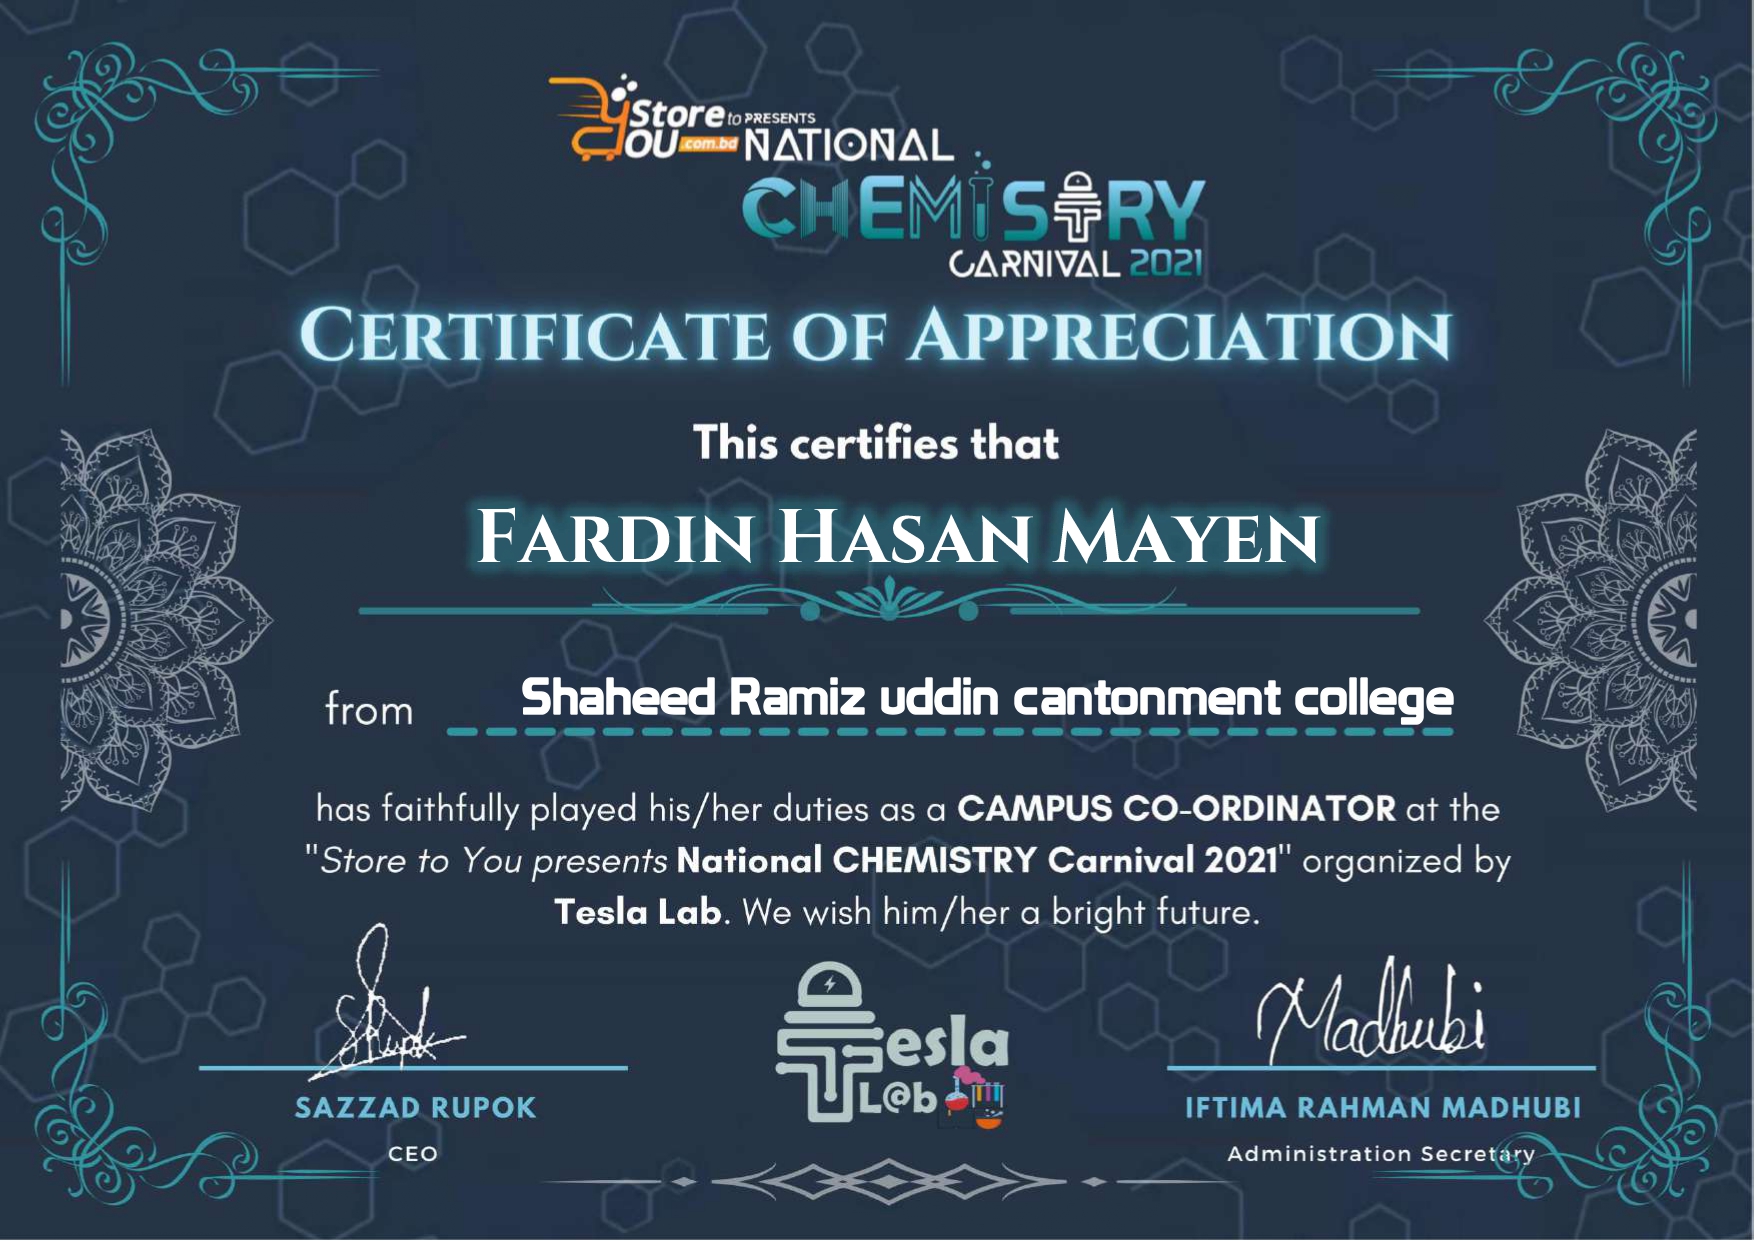 Store to PRESENTS
YOU .com.bd NATIONAL
CHEMISTRY
CARNIVAL 2021
CERTIFICATE OF APPRECIATION
This certifies that
FARDIN HASAN MAYEN
from Shaheed Ramiz uddin cantonment college
has faithfully played his/her duties as a CAMPUS CO-ORDINATOR at the
"Store to You presents National CHEMISTRY Carnival 2021" organized by
Tesla Lab. We wish him/her a bright future.
Rupok
Madhubi
Tesla
L@b
SAZZAD RUPOK
CEO
IFTIMA RAHMAN MADHUBI
Administration Secretary